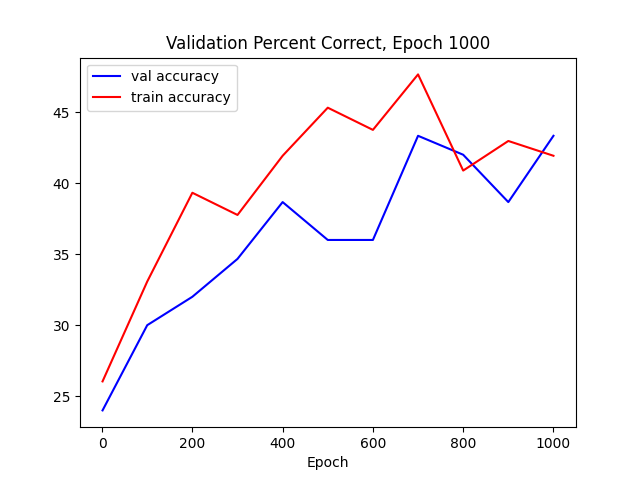 Validation Percent Correct, Epoch 1000
val accuracy
train accuracy
45
40
35
30
25
0 200 400 600 800 1000
Epoch